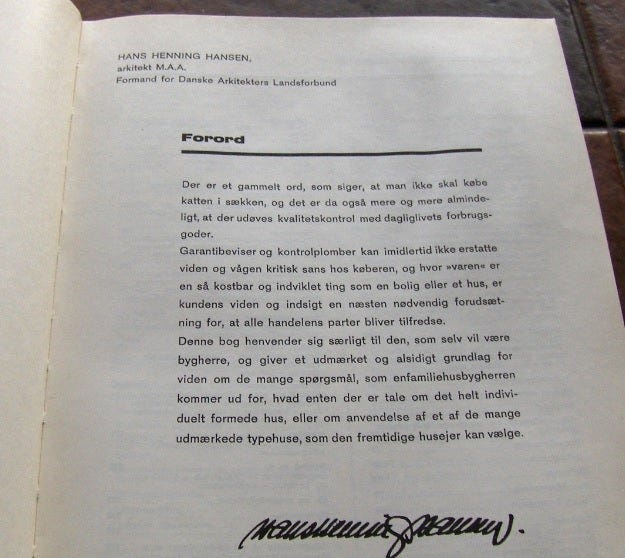 HANS HENNING HANSEN,
arkitekt M.A.A.
Formand for Danske Arkitekters Landsforbund
Forord
Der er et gammelt ord, som siger, at man ikke skal købe
katten i sækken, og det er da også mere og mere alminde-
ligt, at der udøves kvalitetskontrol med dagliglivets forbrugs-
goder.
Garantibeviser og kontrolplomber kan imidlertid ikke erstatte
viden og vågen kritisk sans hos køberen, og hvor »varen« er
en så kostbar og indviklet ting som en bolig eller et hus, er
kundens viden og indsigt en næsten nødvendig forudsæt-
ning for, at alle handelens parter bliver tilfredse.
Denne bog henvender sig særligt til den, som selv vil være
bygherre, og giver et udmærket og alsidigt grundlag for
viden om de mange spørgsmål, som enfamiliehusbygherren
kommer ud for, hvad enten der er tale om det helt indivi-
duelt formede hus, eller om anvendelse af et af de mange
udmærkede typehuse, som den fremtidige husejer kan vælge.
Hans Henning Hansen.